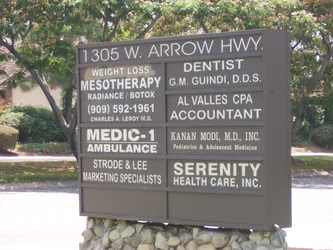 1305 W. ARROW HWY.
WEIGHT LOSS
MESOTHERAPY
RADIANCE / BOTOX
(909) 592-1961
CHARLES A. LEROY M.D.
MEDIC-1
AMBULANCE
STRODE & LEE
MARKETING SPECIALISTS
DENTIST
G.M. GUINDI, D.D.S.
AL VALLES CPA
ACCOUNTANT
KANAN MODI, M.D., INC.
Pediatrics & Adolescent Medicine
SERENITY
HEALTH CARE, INC.